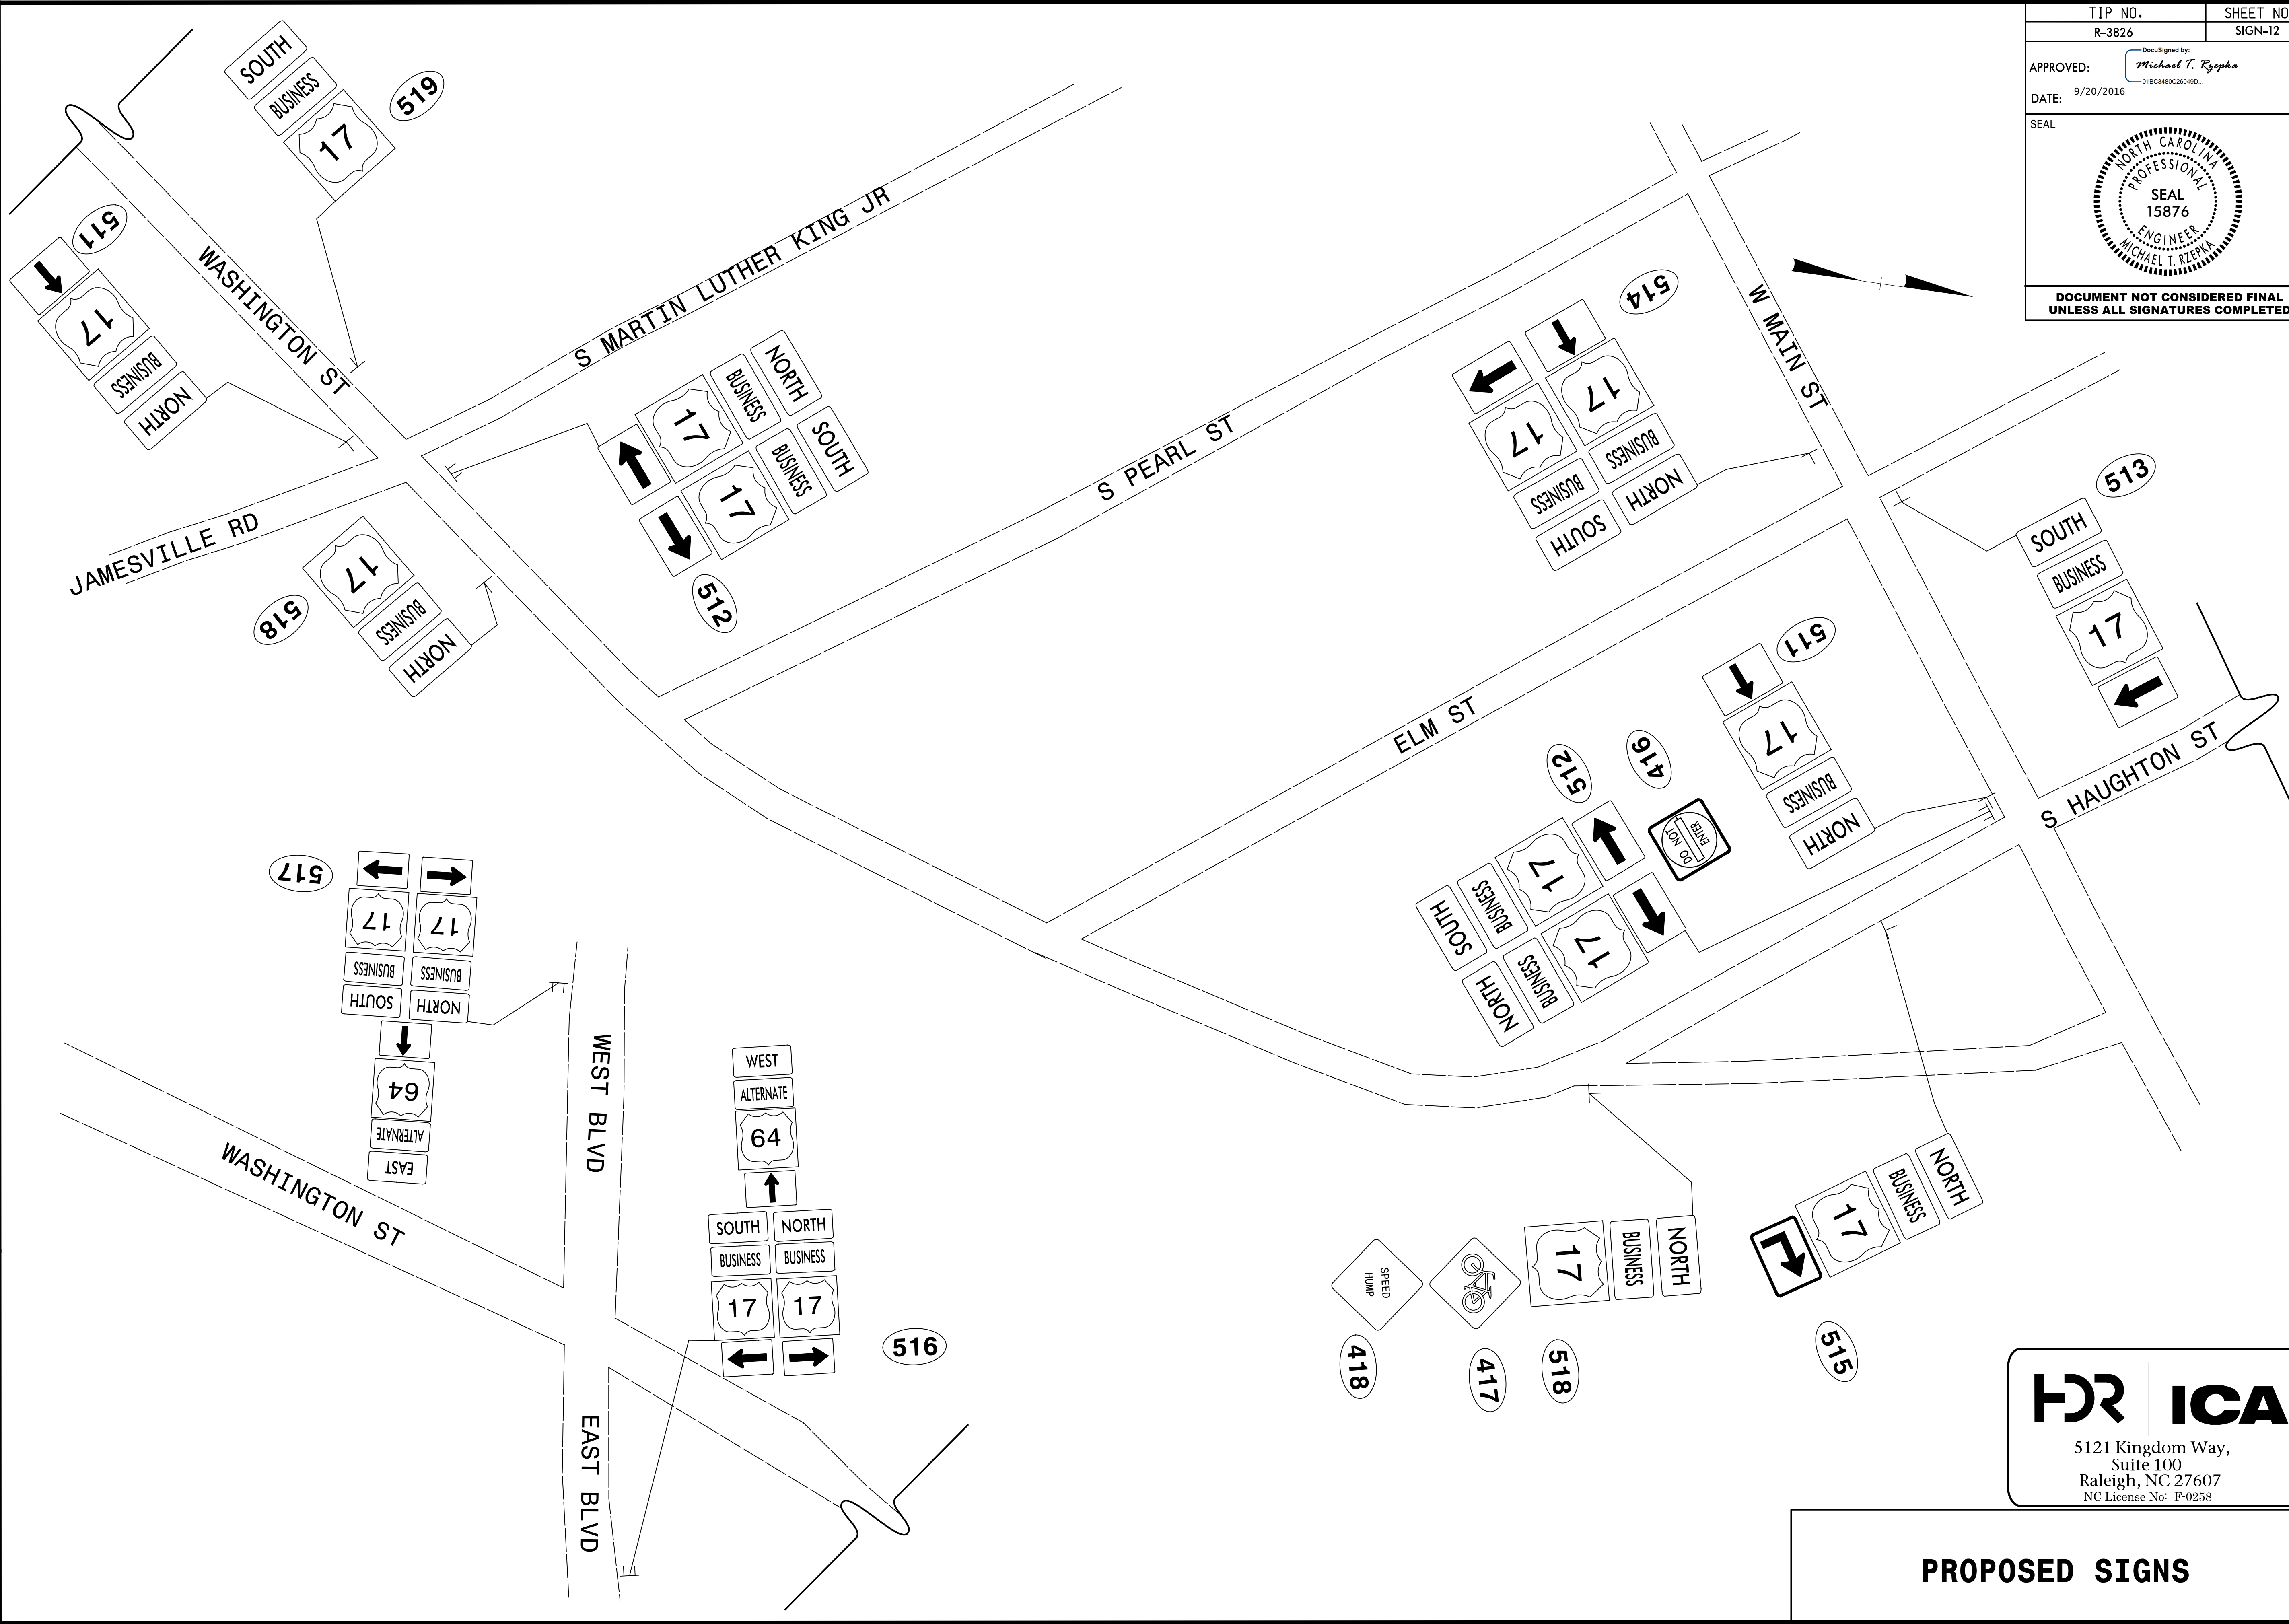 TIP NO.
SHEET NO
R-3826
SIGN-12
APPROVED:
DocuSigned by:
Michael T. Rzepka
01BC3480C26049D...
DATE: 9/20/2016
SEAL
NORTH CAROLINA
PROFESSIONAL
SEAL
15876
ENGINEER
MICHAEL T. RZEPKA
DOCUMENT NOT CONSIDERED FINAL
UNLESS ALL SIGNATURES COMPLETED
SOUTH
BUSINESS
17
519
511
17
BUSINESS
NORTH
WASHINGTON ST
S MARTIN LUTHER KING JR
JAMESVILLE RD
518
17
BUSINESS
NORTH
NORTH
BUSINESS
17
SOUTH
BUSINESS
17
512
S PEARL ST
514
17
BUSINESS
NORTH
17
BUSINESS
SOUTH
W MAIN ST
513
SOUTH
BUSINESS
17
S HAUGHTON ST
ELM ST
511
17
BUSINESS
NORTH
416
DO NOT
ENTER
512
SOUTH
BUSINESS
17
NORTH
BUSINESS
17
517
17
17
BUSINESS
BUSINESS
SOUTH
NORTH
64
ALTERNATE
EAST
WEST BLVD
WASHINGTON ST
EAST BLVD
WEST
ALTERNATE
64
SOUTH
NORTH
BUSINESS
BUSINESS
17
17
516
SPEED
HUMP
418
417
NORTH
BUSINESS
17
518
NORTH
BUSINESS
17
515
HDR
ICA
5121 Kingdom Way,
Suite 100
Raleigh, NC 27607
NC License No: F-0258
PROPOSED SIGNS